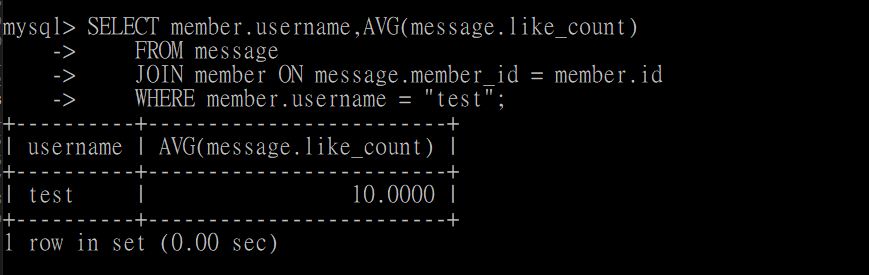 mysql> SELECT member.username,AVG(message.like_count)
    ->     FROM message
    ->     JOIN member ON message.member_id = member.id
    ->     WHERE member.username = "test";
+----------+-------------------------+
| username | AVG(message.like_count) |
+----------+-------------------------+
| test     |                 10.0000 |
+----------+-------------------------+
1 row in set (0.00 sec)